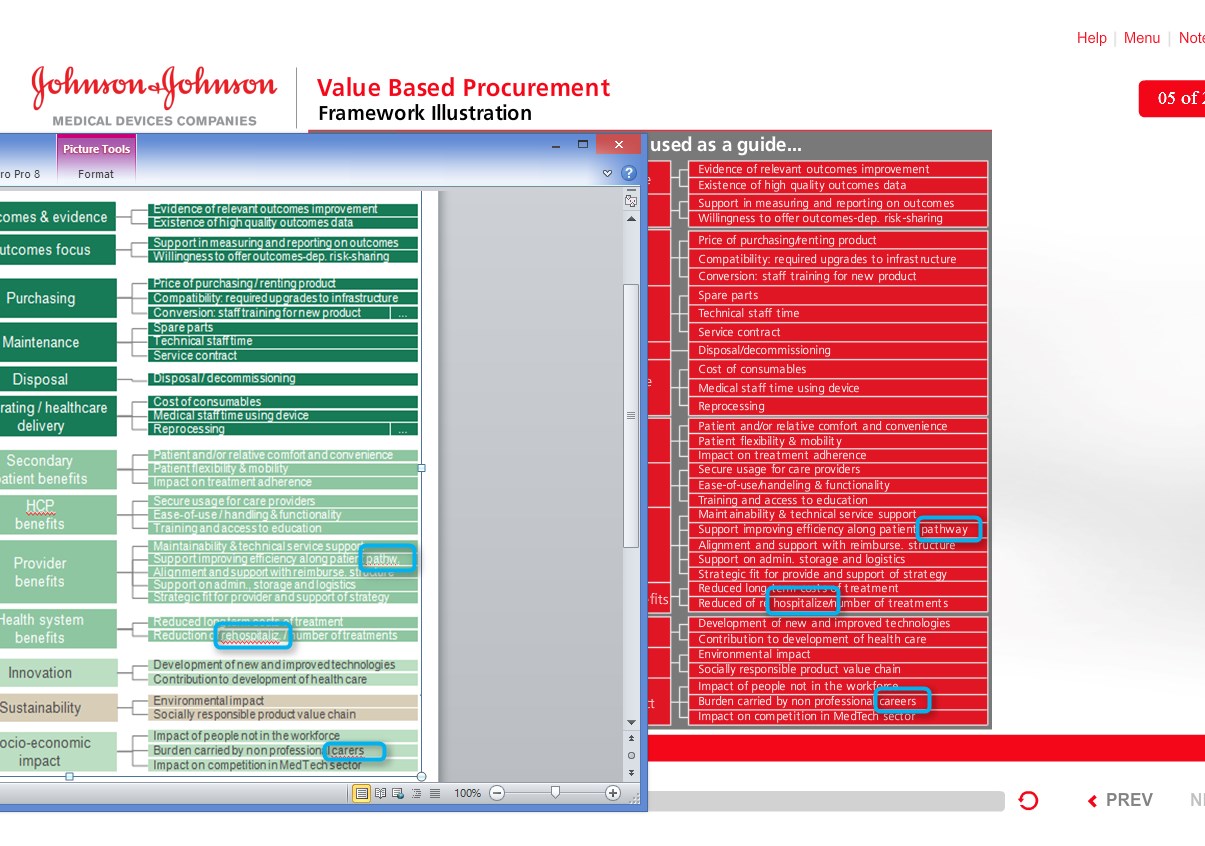 Help | Menu | Note
Johnson & Johnson
MEDICAL DEVICES COMPANIES
Value Based Procurement
Framework Illustration
05 of 2
Picture Tools
ro Pro 8
Format
comes & evidence
Evidence of relevant outcomes improvement
Existence of high quality outcomes data
utcomes focus
Support in measuring and reporting on outcomes
Willingness to offer outcomes-dep. risk-sharing
Purchasing
Price of purchasing / renting product
Compatibility: required upgrades to infrastructure
Conversion: staff training for new product ...
Maintenance
Spare parts
Technical staff time
Service contract
Disposal
Disposal / decommissioning
rating / healthcare
delivery
Cost of consumables
Medical staff time using device
Reprocessing ...
Secondary
patient benefits
Patient and/or relative comfort and convenience
Patient flexibility & mobility
Impact on treatment adherence
HCP
benefits
Secure usage for care providers
Ease-of-use / handling & functionality
Training and access to education
Provider
benefits
Maintainability & technical service support
Support improving efficiency along patien pathw.
Alignment and support with reimburse. structure
Support on admin., storage and logistics
Strategic fit for provider and support of strategy
Health system
benefits
Reduced long term costs of treatment
Reduction o rehospitaliz / number of treatments
Innovation
Development of new and improved technologies
Contribution to development of health care
Sustainability
Environmental impact
Socially responsible product value chain
ocio-economic
impact
Impact of people not in the workforce
Burden carried by non professional carers
Impact on competition in MedTech sector
100%
used as a guide...
e
Evidence of relevant outcomes improvement
Existence of high quality outcomes data
Support in measuring and reporting on outcomes
Willingness to offer outcomes-dep. risk-sharing
Price of purchasing/renting product
Compatibility: required upgrades to infrastructure
Conversion: staff training for new product
Spare parts
Technical staff time
Service contract
Disposal/decommissioning
e
Cost of consumables
Medical staff time using device
Reprocessing
Patient and/or relative comfort and convenience
Patient flexibility & mobility
Impact on treatment adherence
Secure usage for care providers
Ease-of-use/handeling & functionality
Training and access to education
Maintainability & technical service support
Support improving efficiency along patient pathway
Alignment and support with reimburse. structure
Support on admin. storage and logistics
Strategic fit for provide and support of strategy
efits
Reduced long-term costs of treatment
Reduced of re hospitalize/number of treatments
Development of new and improved technologies
Contribution to development of health care
Environmental impact
Socially responsible product value chain
ct
Impact of people not in the workforce
Burden carried by non professional careers
Impact on competition in MedTech sector
PREV
NE